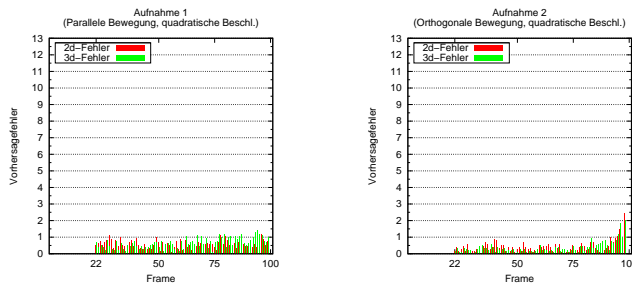 Aufnahme 1
(Parallele Bewegung, quadratische Beschl.)
13
12
11
10
9
8
7
6
5
4
3
2
1
0
2d-Fehler
3d-Fehler
Vorhersagefehler
22
50
75
100
Frame
Aufnahme 2
(Orthogonale Bewegung, quadratische Beschl.)
13
12
11
10
9
8
7
6
5
4
3
2
1
0
2d-Fehler
3d-Fehler
Vorhersagefehler
22
50
75
Frame